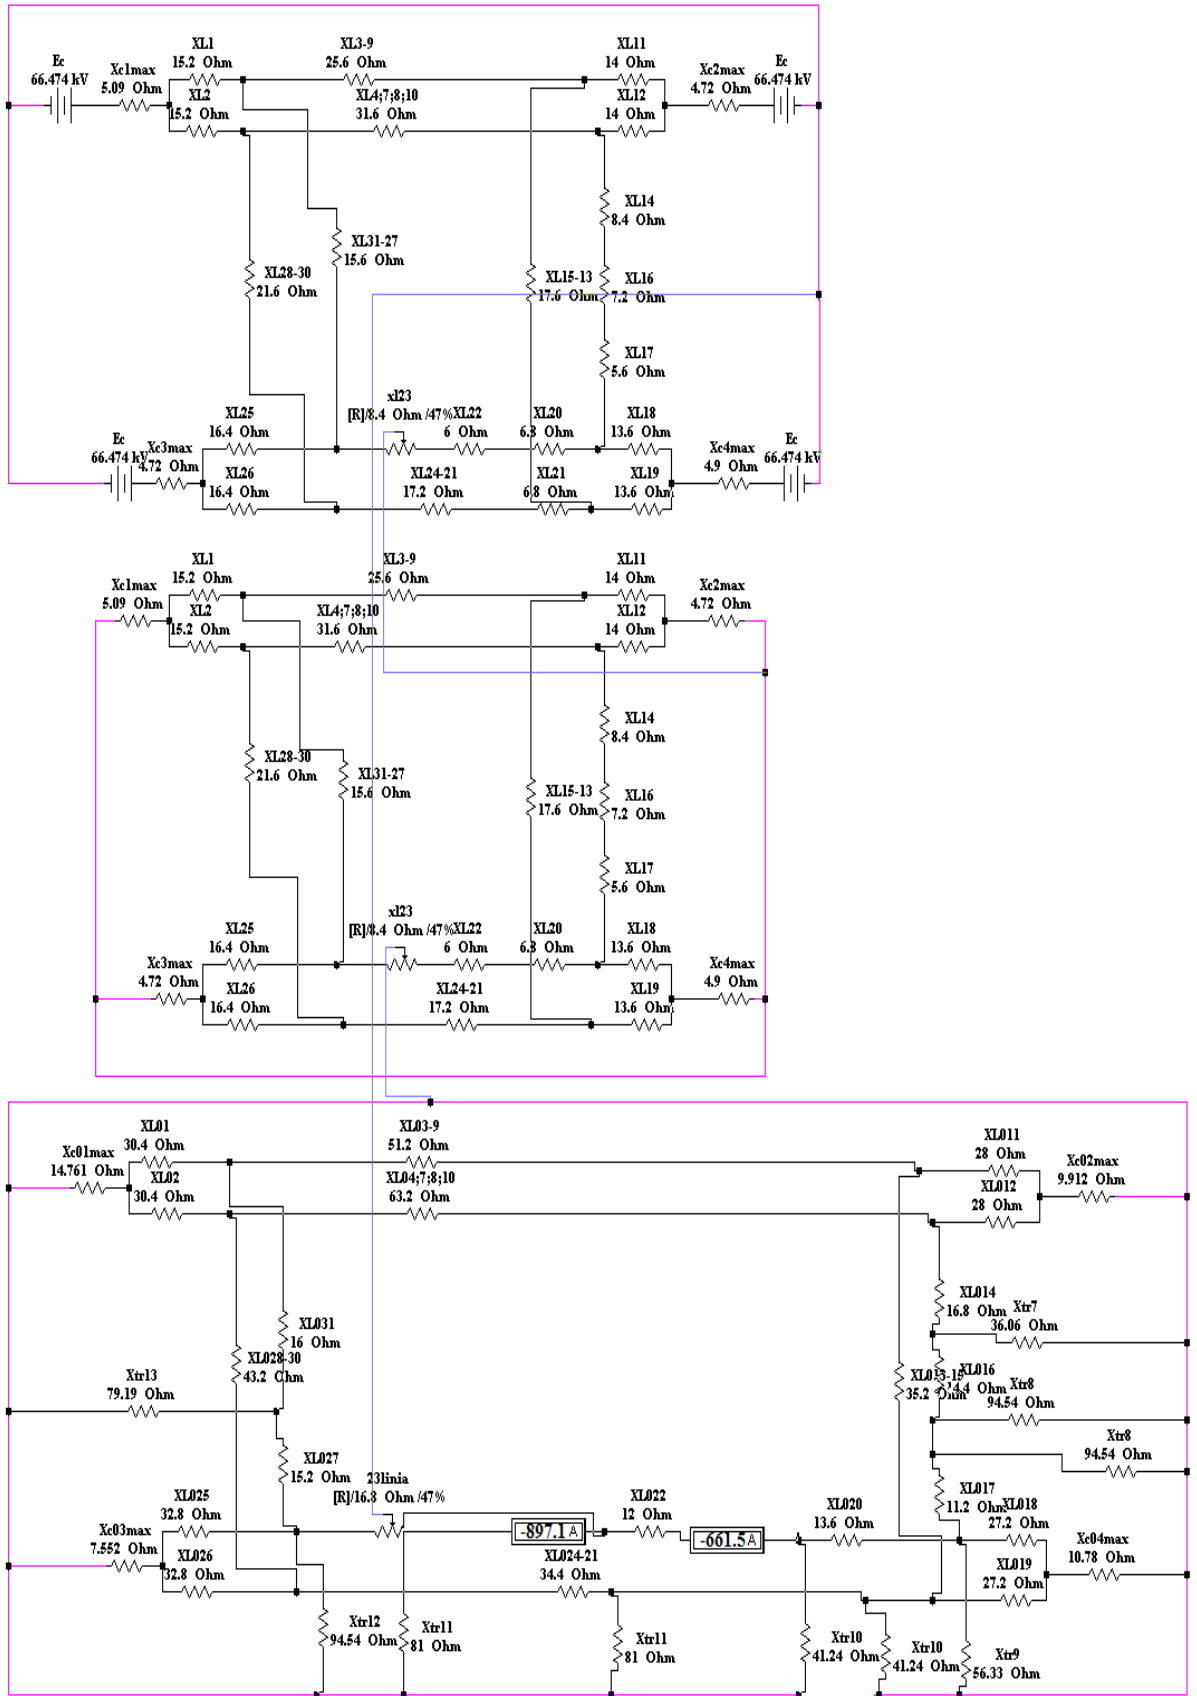 XL1
15.2 Ohm
XL3-9
25.6 Ohm
XL11
14 Ohm
Ec
66.474 kV
Xc1max
5.09 Ohm
Xc2max
4.72 Ohm
Ec
66.474 kV
XL2
15.2 Ohm
XL4;7;8;10
31.6 Ohm
XL12
14 Ohm
XL14
8.4 Ohm
XL31-27
15.6 Ohm
XL28-30
21.6 Ohm
XL15-13
17.6 Ohm
XL16
7.2 Ohm
XL17
5.6 Ohm
xl23
[R]/8.4 Ohm /47%
XL25
16.4 Ohm
XL22
6 Ohm
XL20
6.8 Ohm
XL18
13.6 Ohm
Ec
66.474 kV
Xc3max
4.72 Ohm
Xc4max
4.9 Ohm
Ec
66.474 kV
XL26
16.4 Ohm
XL24-21
17.2 Ohm
XL21
6.8 Ohm
XL19
13.6 Ohm
XL1
15.2 Ohm
XL3-9
25.6 Ohm
XL11
14 Ohm
Xc1max
5.09 Ohm
Xc2max
4.72 Ohm
XL2
15.2 Ohm
XL4;7;8;10
31.6 Ohm
XL12
14 Ohm
XL14
8.4 Ohm
XL28-30
21.6 Ohm
XL31-27
15.6 Ohm
XL15-13
17.6 Ohm
XL16
7.2 Ohm
XL17
5.6 Ohm
xl23
[R]/8.4 Ohm /47%
XL25
16.4 Ohm
XL22
6 Ohm
XL20
6.8 Ohm
XL18
13.6 Ohm
Xc3max
4.72 Ohm
Xc4max
4.9 Ohm
XL26
16.4 Ohm
XL24-21
17.2 Ohm
XL19
13.6 Ohm
XL01
30.4 Ohm
XL03-9
51.2 Ohm
XL011
28 Ohm
Xc01max
14.761 Ohm
Xc02max
9.912 Ohm
XL02
30.4 Ohm
XL04;7;8;10
63.2 Ohm
XL012
28 Ohm
XL014
16.8 Ohm
Xtr7
36.06 Ohm
XL031
16 Ohm
XL028-30
43.2 Ohm
Xtr13
79.19 Ohm
XL013-15
35.2 Ohm
XL016
14.4 Ohm
Xtr8
94.54 Ohm
Xtr8
94.54 Ohm
XL027
15.2 Ohm
23linia
[R]/16.8 Ohm /47%
XL017
11.2 Ohm
XL025
32.8 Ohm
XL022
12 Ohm
XL020
13.6 Ohm
XL018
27.2 Ohm
-897.1 A
-661.5 A
Xc03max
7.552 Ohm
Xc04max
10.78 Ohm
XL026
32.8 Ohm
XL024-21
34.4 Ohm
XL019
27.2 Ohm
Xtr12
94.54 Ohm
Xtr11
81 Ohm
Xtr11
81 Ohm
Xtr10
41.24 Ohm
Xtr10
41.24 Ohm
Xtr9
56.33 Ohm